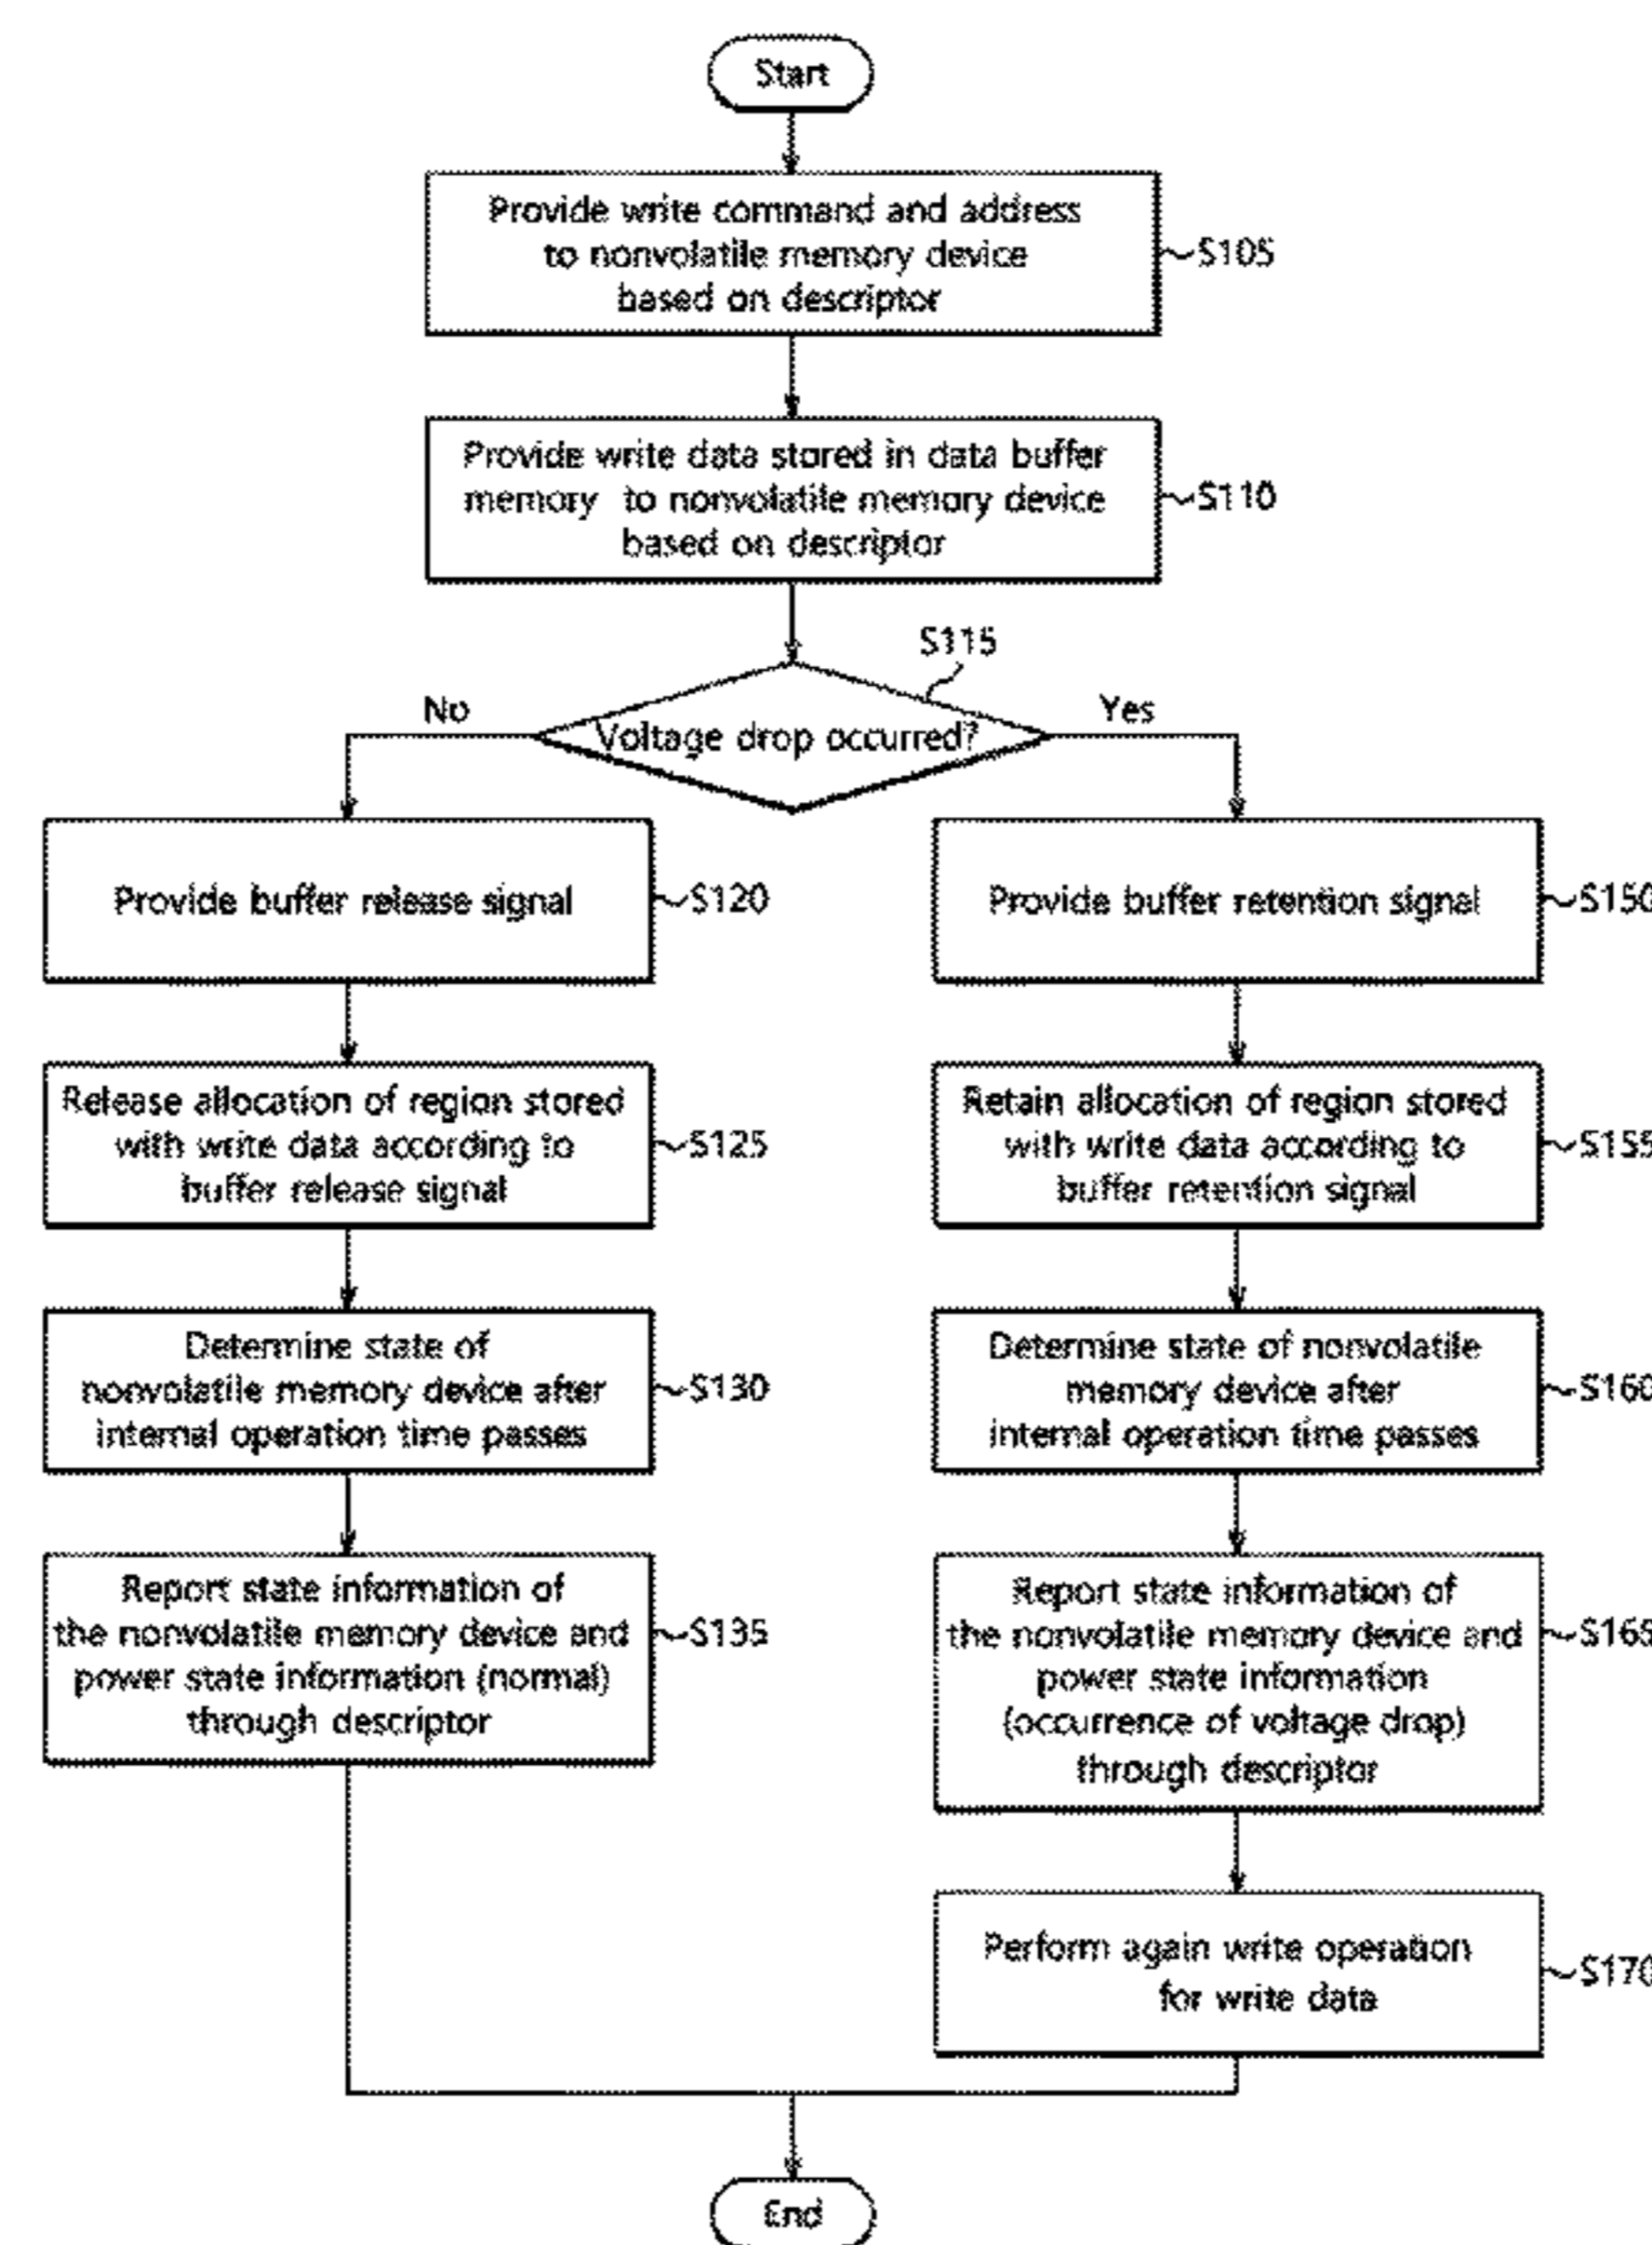 Start
Provide write command and address
to nonvolatile memory device
based on descriptor
S105
Provide write data stored in data buffer
memory to nonvolatile memory device
based on descriptor
S110
S115
Voltage drop occurred?
No
Yes
Provide buffer release signal
S120
Provide buffer retention signal
S150
Release allocation of region stored
with write data according to
buffer release signal
S125
Retain allocation of region stored
with write data according to
buffer retention signal
S155
Determine state of
nonvolatile memory device after
internal operation time passes
S130
Determine state of nonvolatile
memory device after
internal operation time passes
S160
Report state information of
the nonvolatile memory device and
power state information (normal)
through descriptor
S135
Report state information of
the nonvolatile memory device and
power state information
(occurrence of voltage drop)
through descriptor
S165
Perform again write operation
for write data
S170
End